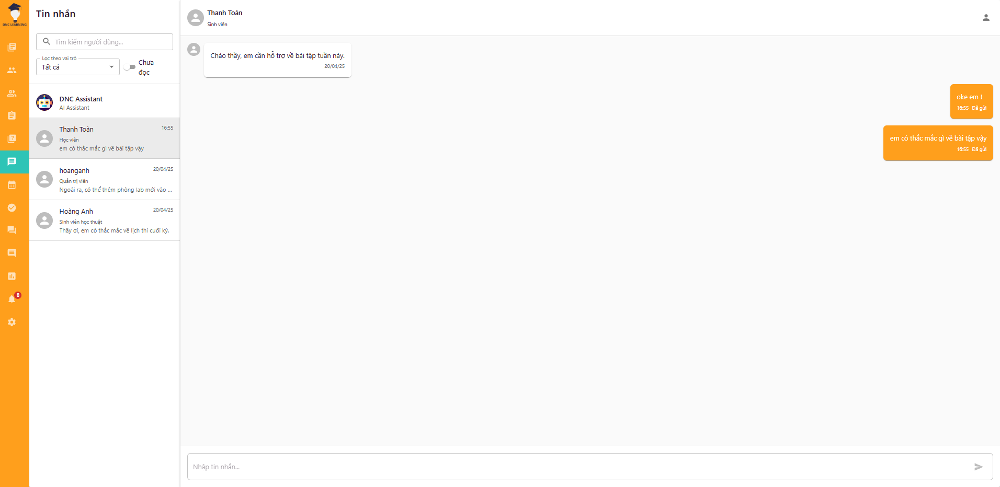 DNC LEARNING
8
Tin nhắn
Tìm kiếm người dùng...
Lọc theo vai trò
Tất cả
Chưa
đọc
DNC Assistant
AI Assistant
Thanh Toàn
16:55
Học viên
em có thắc mắc gì về bài tập vậy
hoanganh
20/04/25
Quản trị viên
Ngoài ra, có thể thêm phòng lab mới vào ...
Hoàng Anh
20/04/25
Sinh viên học thuật
Thầy ơi, em có thắc mắc về lịch thi cuối kỳ.
Thanh Toàn
Sinh viên
Chào thầy, em cần hỗ trợ về bài tập tuần này.
20/04/25
oke em !
16:55 Đã gửi
em có thắc mắc gì về bài tập vậy
16:55 Đã gửi
Nhập tin nhắn...